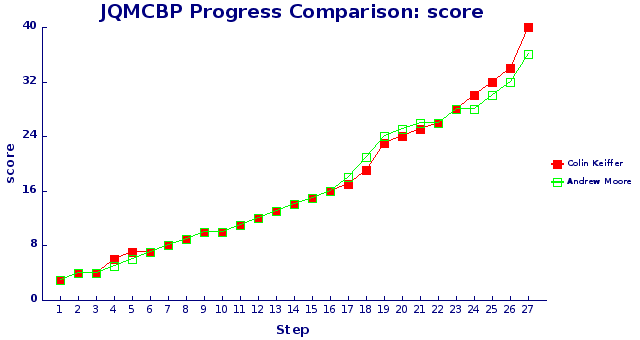 JQMCBP Progress Comparison: score
40
32
24
16
8
0
score
1 2 3 4 5 6 7 8 9 10 11 12 13 14 15 16 17 18 19 20 21 22 23 24 25 26 27
Step
Colin Keiffer
Andrew Moore